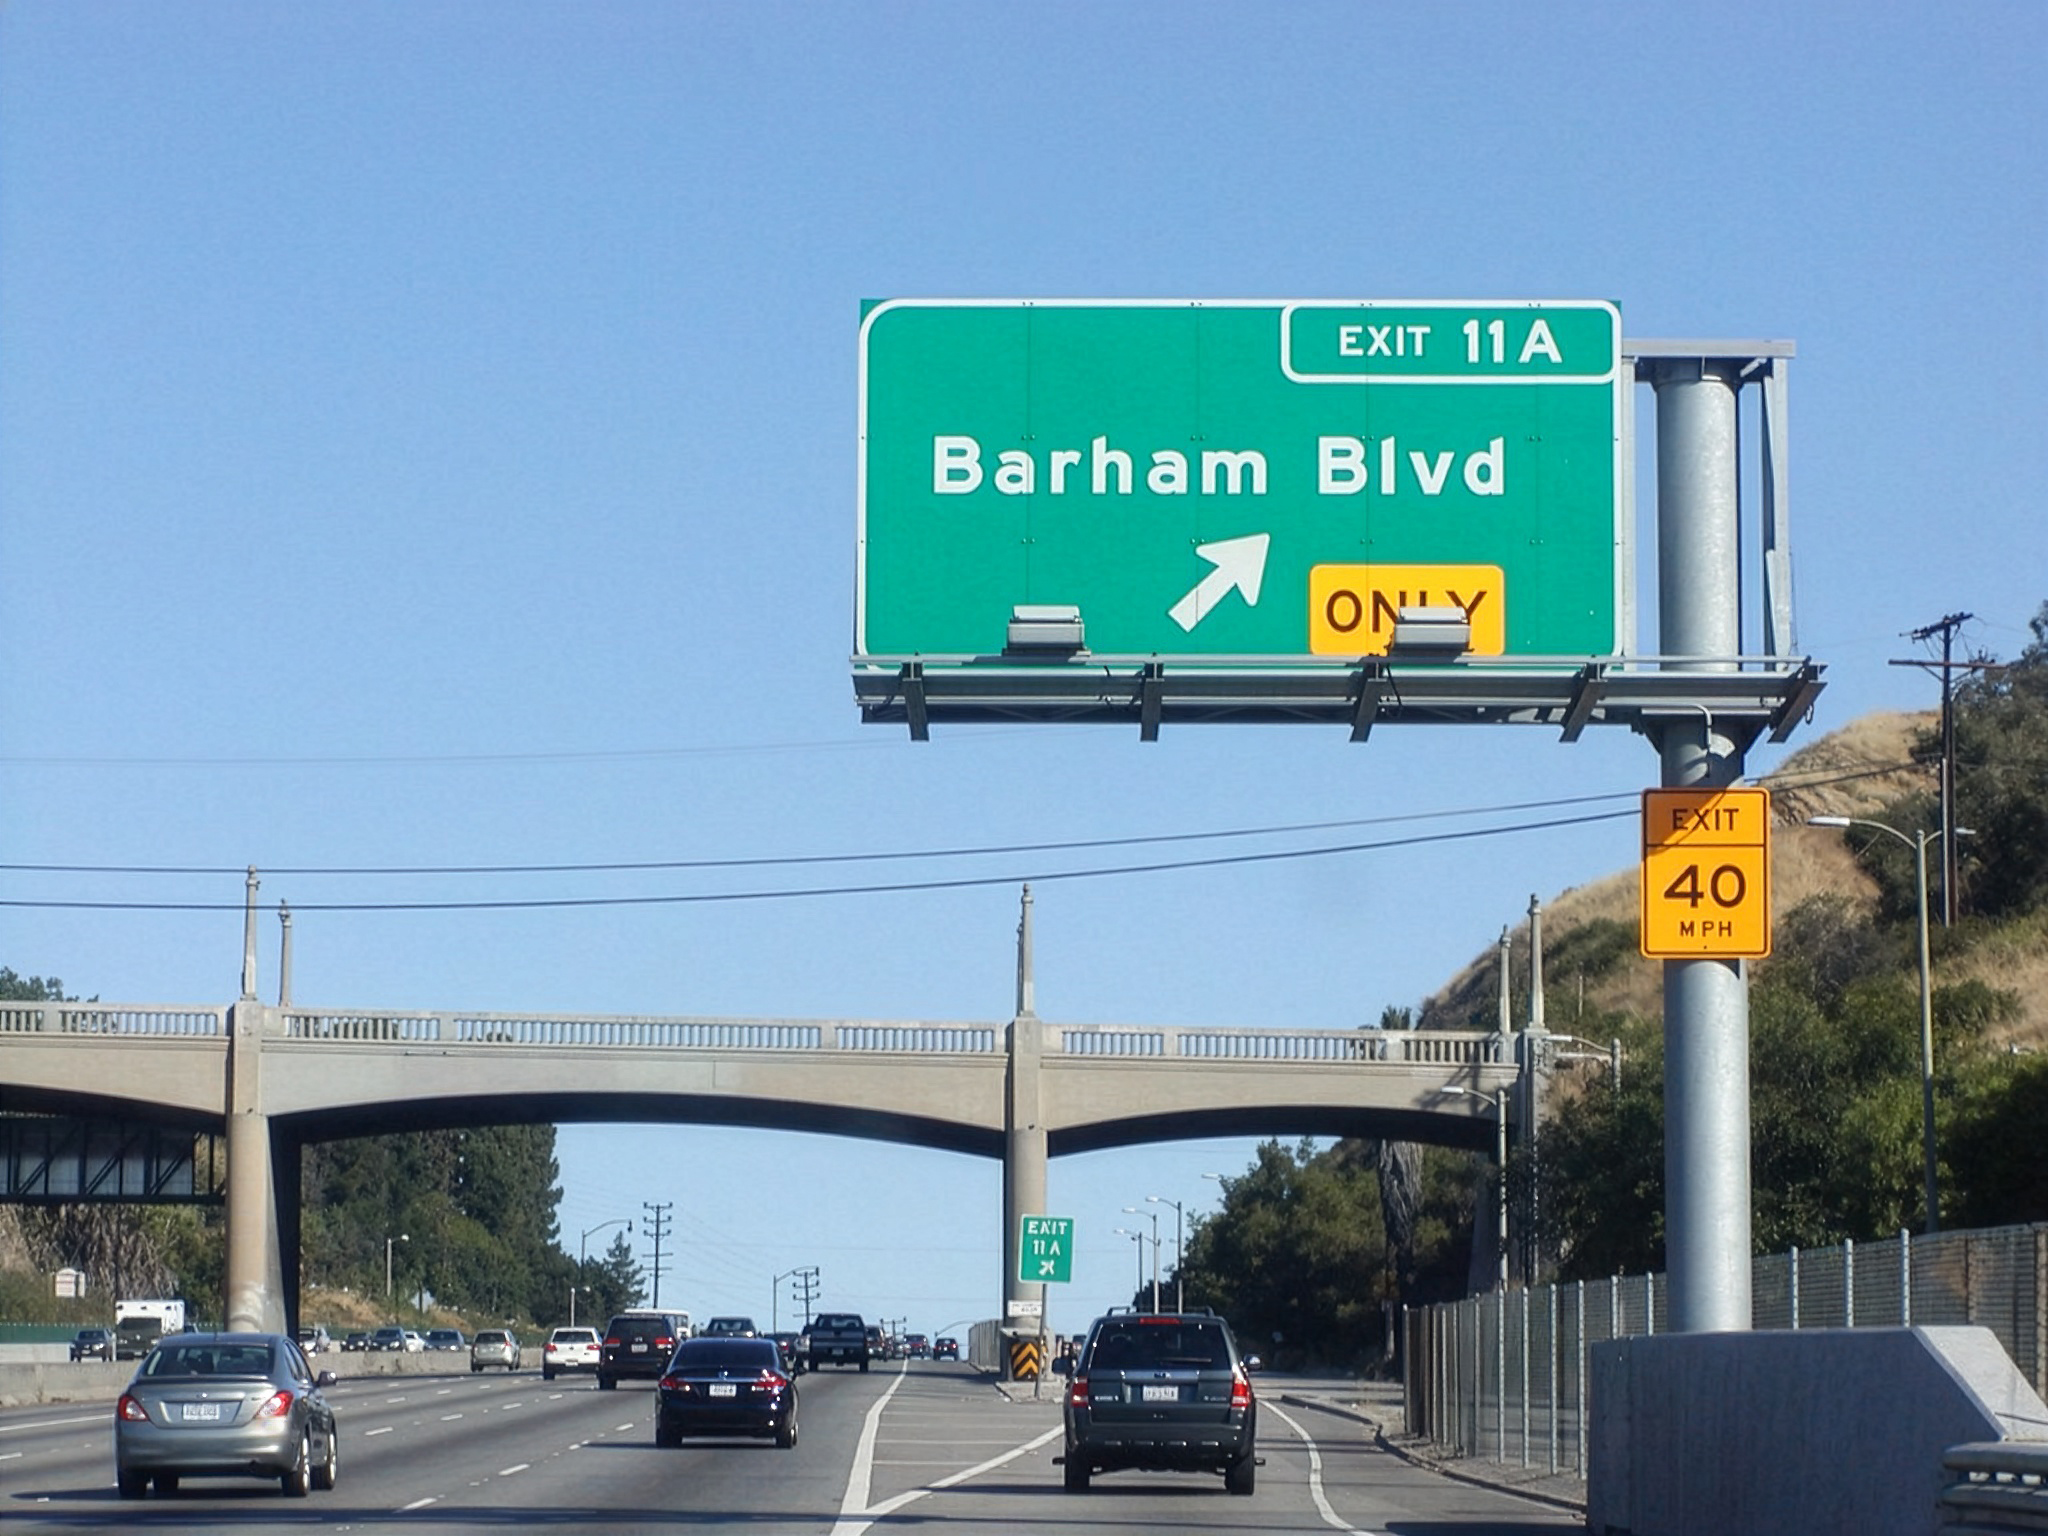 EXIT 11A
Barham Blvd
ONLY
EXIT
40
MPH
EXIT
11A